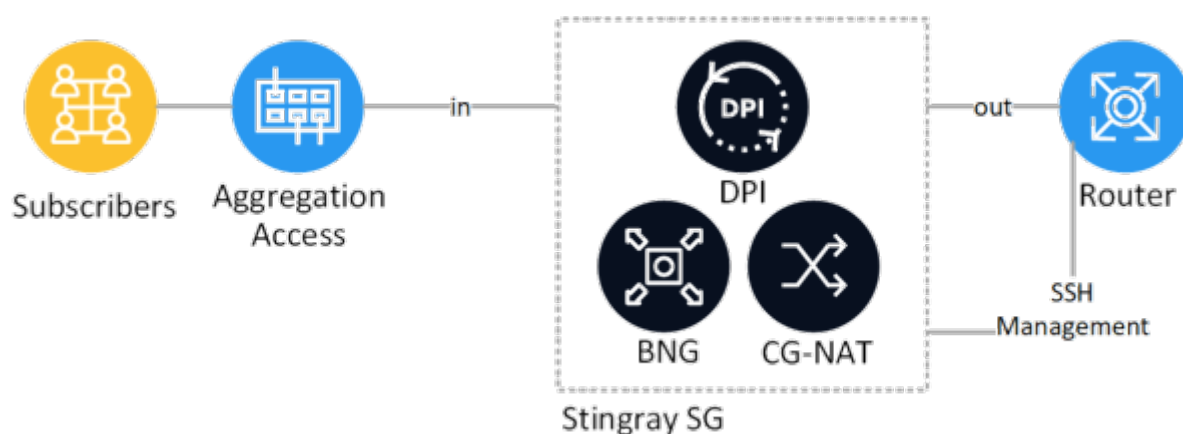 Subscribers
Aggregation
Access
in
DPI
DPI
BNG
CG-NAT
Stingray SG
out
Router
SSH
Management